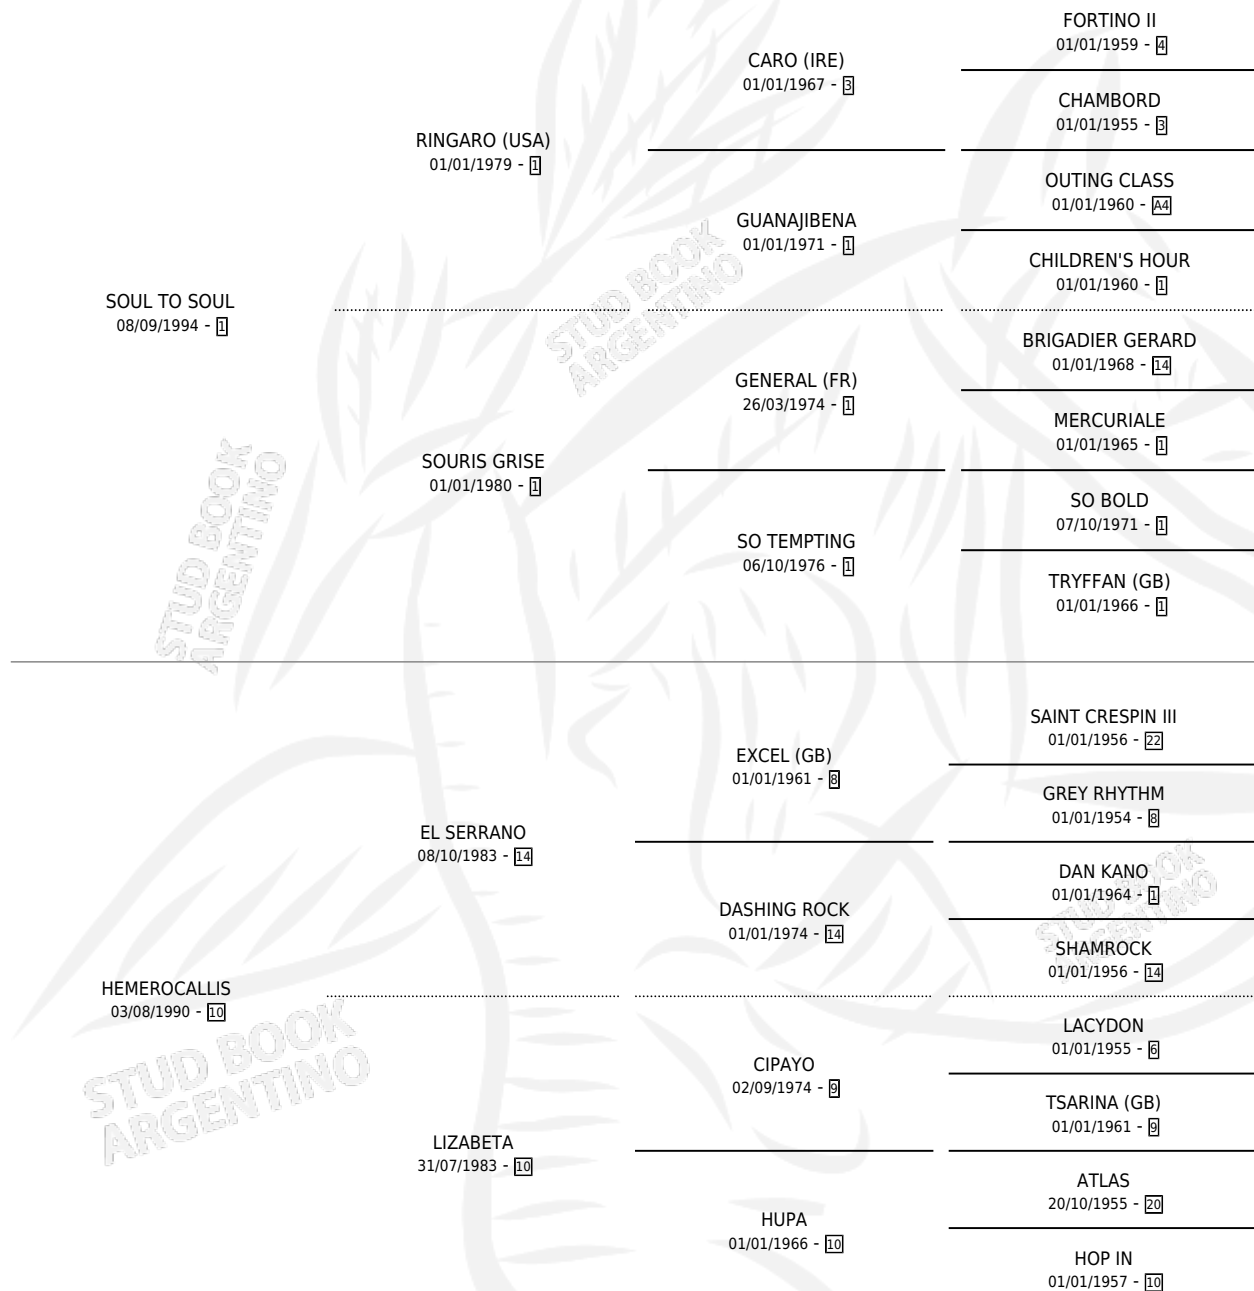 FORTINO II
01/01/1959 - 4
CARO (IRE)
01/01/1967 - 3
CHAMBORD
01/01/1955 - 3
RINGARO (USA)
01/01/1979 - 1
OUTING CLASS
01/01/1960 - A4
GUANAJIBENA
01/01/1971 - 1
CHILDREN'S HOUR
01/01/1960 - 1
SOUL TO SOUL
08/09/1994 - 1
BRIGADIER GERARD
01/01/1968 - 14
GENERAL (FR)
26/03/1974 - 1
MERCURIALE
01/01/1965 - 1
SOURIS GRISE
01/01/1980 - 1
SO BOLD
07/10/1971 - 1
SO TEMPTING
06/10/1976 - 1
TRYFFAN (GB)
01/01/1966 - 1
STUD BOOK
ARGENTINO
STUD BOOK
ARGENTINO
SAINT CRESPIN III
01/01/1956 - 22
EXCEL (GB)
01/01/1961 - 8
GREY RHYTHM
01/01/1954 - 8
EL SERRANO
08/10/1983 - 14
DAN KANO
01/01/1964 - 1
DASHING ROCK
01/01/1974 - 14
SHAMROCK
01/01/1956 - 14
HEMEROCALLIS
03/08/1990 - 10
LACYDON
01/01/1955 - 6
CIPAYO
02/09/1974 - 9
TSARINA (GB)
01/01/1961 - 9
LIZABETA
31/07/1983 - 10
ATLAS
20/10/1955 - 20
HUPA
01/01/1966 - 10
HOP IN
01/01/1957 - 10
STUD BOOK
ARGENTINO
STUD BOOK
ARGENTINO